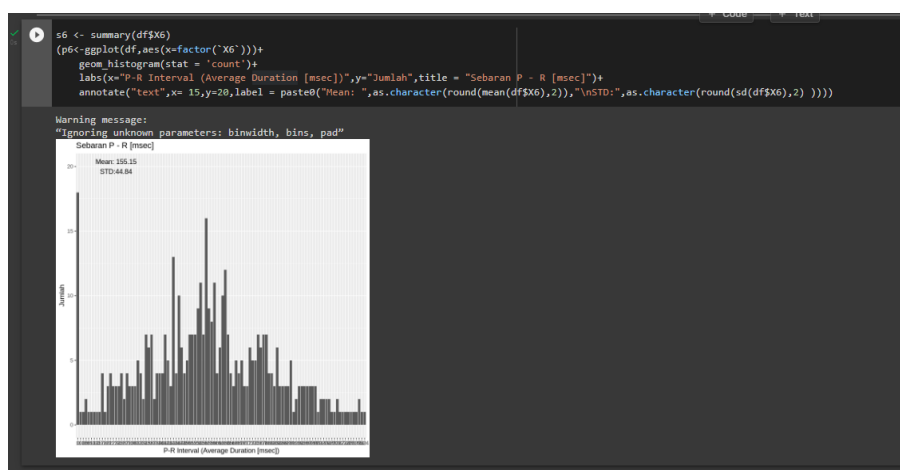 + Code
+ Text
s6 <- summary(df$X6)
(p6<-ggplot(df,aes(x=factor(`X6`)))+
geom_histogram(stat = 'count')+
labs(x="P-R Interval (Average Duration [msec])",y="Jumlah",title = "Sebaran P - R [msec]")+
annotate("text",x= 15,y=20,label = paste0("Mean: ",as.character(round(mean(df$X6),2)),"\nSTD:",as.character(round(sd(df$X6),2) ))))
Warning message:
“Ignoring unknown parameters: binwidth, bins, pad”
Sebaran P - R [msec]
Mean: 155.15
STD:44.84
20-
15-
10-
5-
0-
Jumlah
P-R Interval (Average Duration [msec])